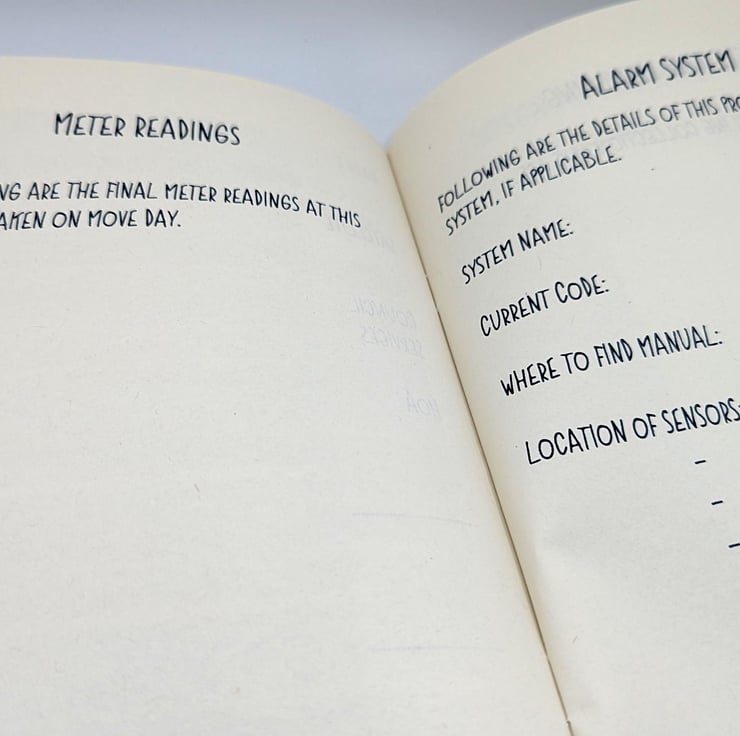 METER READINGS
NG ARE THE FINAL METER READINGS AT THIS
AKEN ON MOVE DAY.
ALARM SYSTEM
FOLLOWING ARE THE DETAILS OF THIS PRO
SYSTEM, IF APPLICABLE.
SYSTEM NAME:
CURRENT CODE:
WHERE TO FIND MANUAL:
LOCATION OF SENSORS:
-
-
-